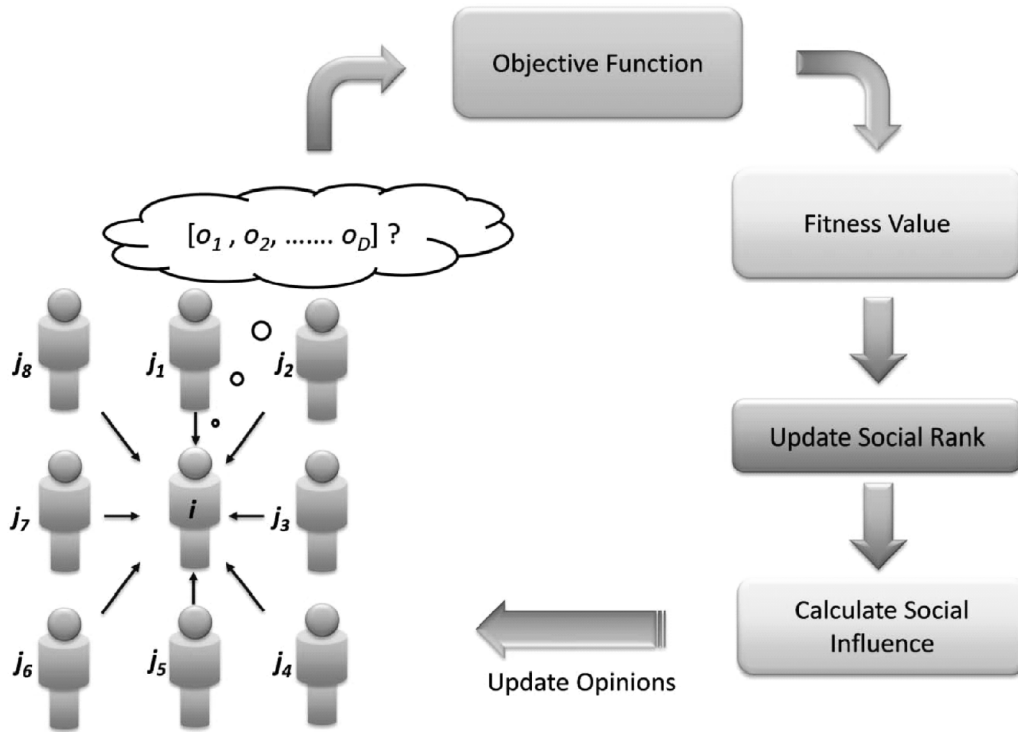 Objective Function
[o1 , o2, ....... oD] ?
Fitness Value
j8
j1
j2
Update Social Rank
j7
i
j3
Calculate Social
Influence
j6
j5
j4
Update Opinions